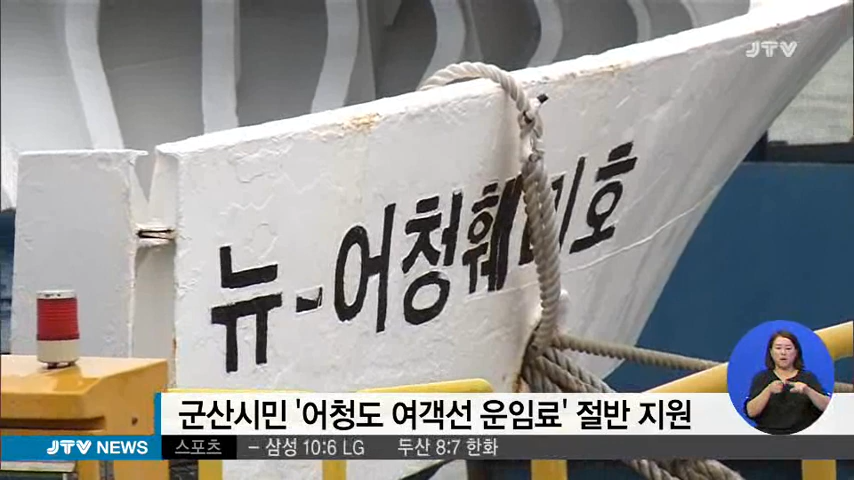 JTV
뉴-어청훼미호
군산시민 '어청도 여객선 운임료' 절반 지원
JTV NEWS
스포츠
- 삼성 10:6 LG 두산 8:7 한화